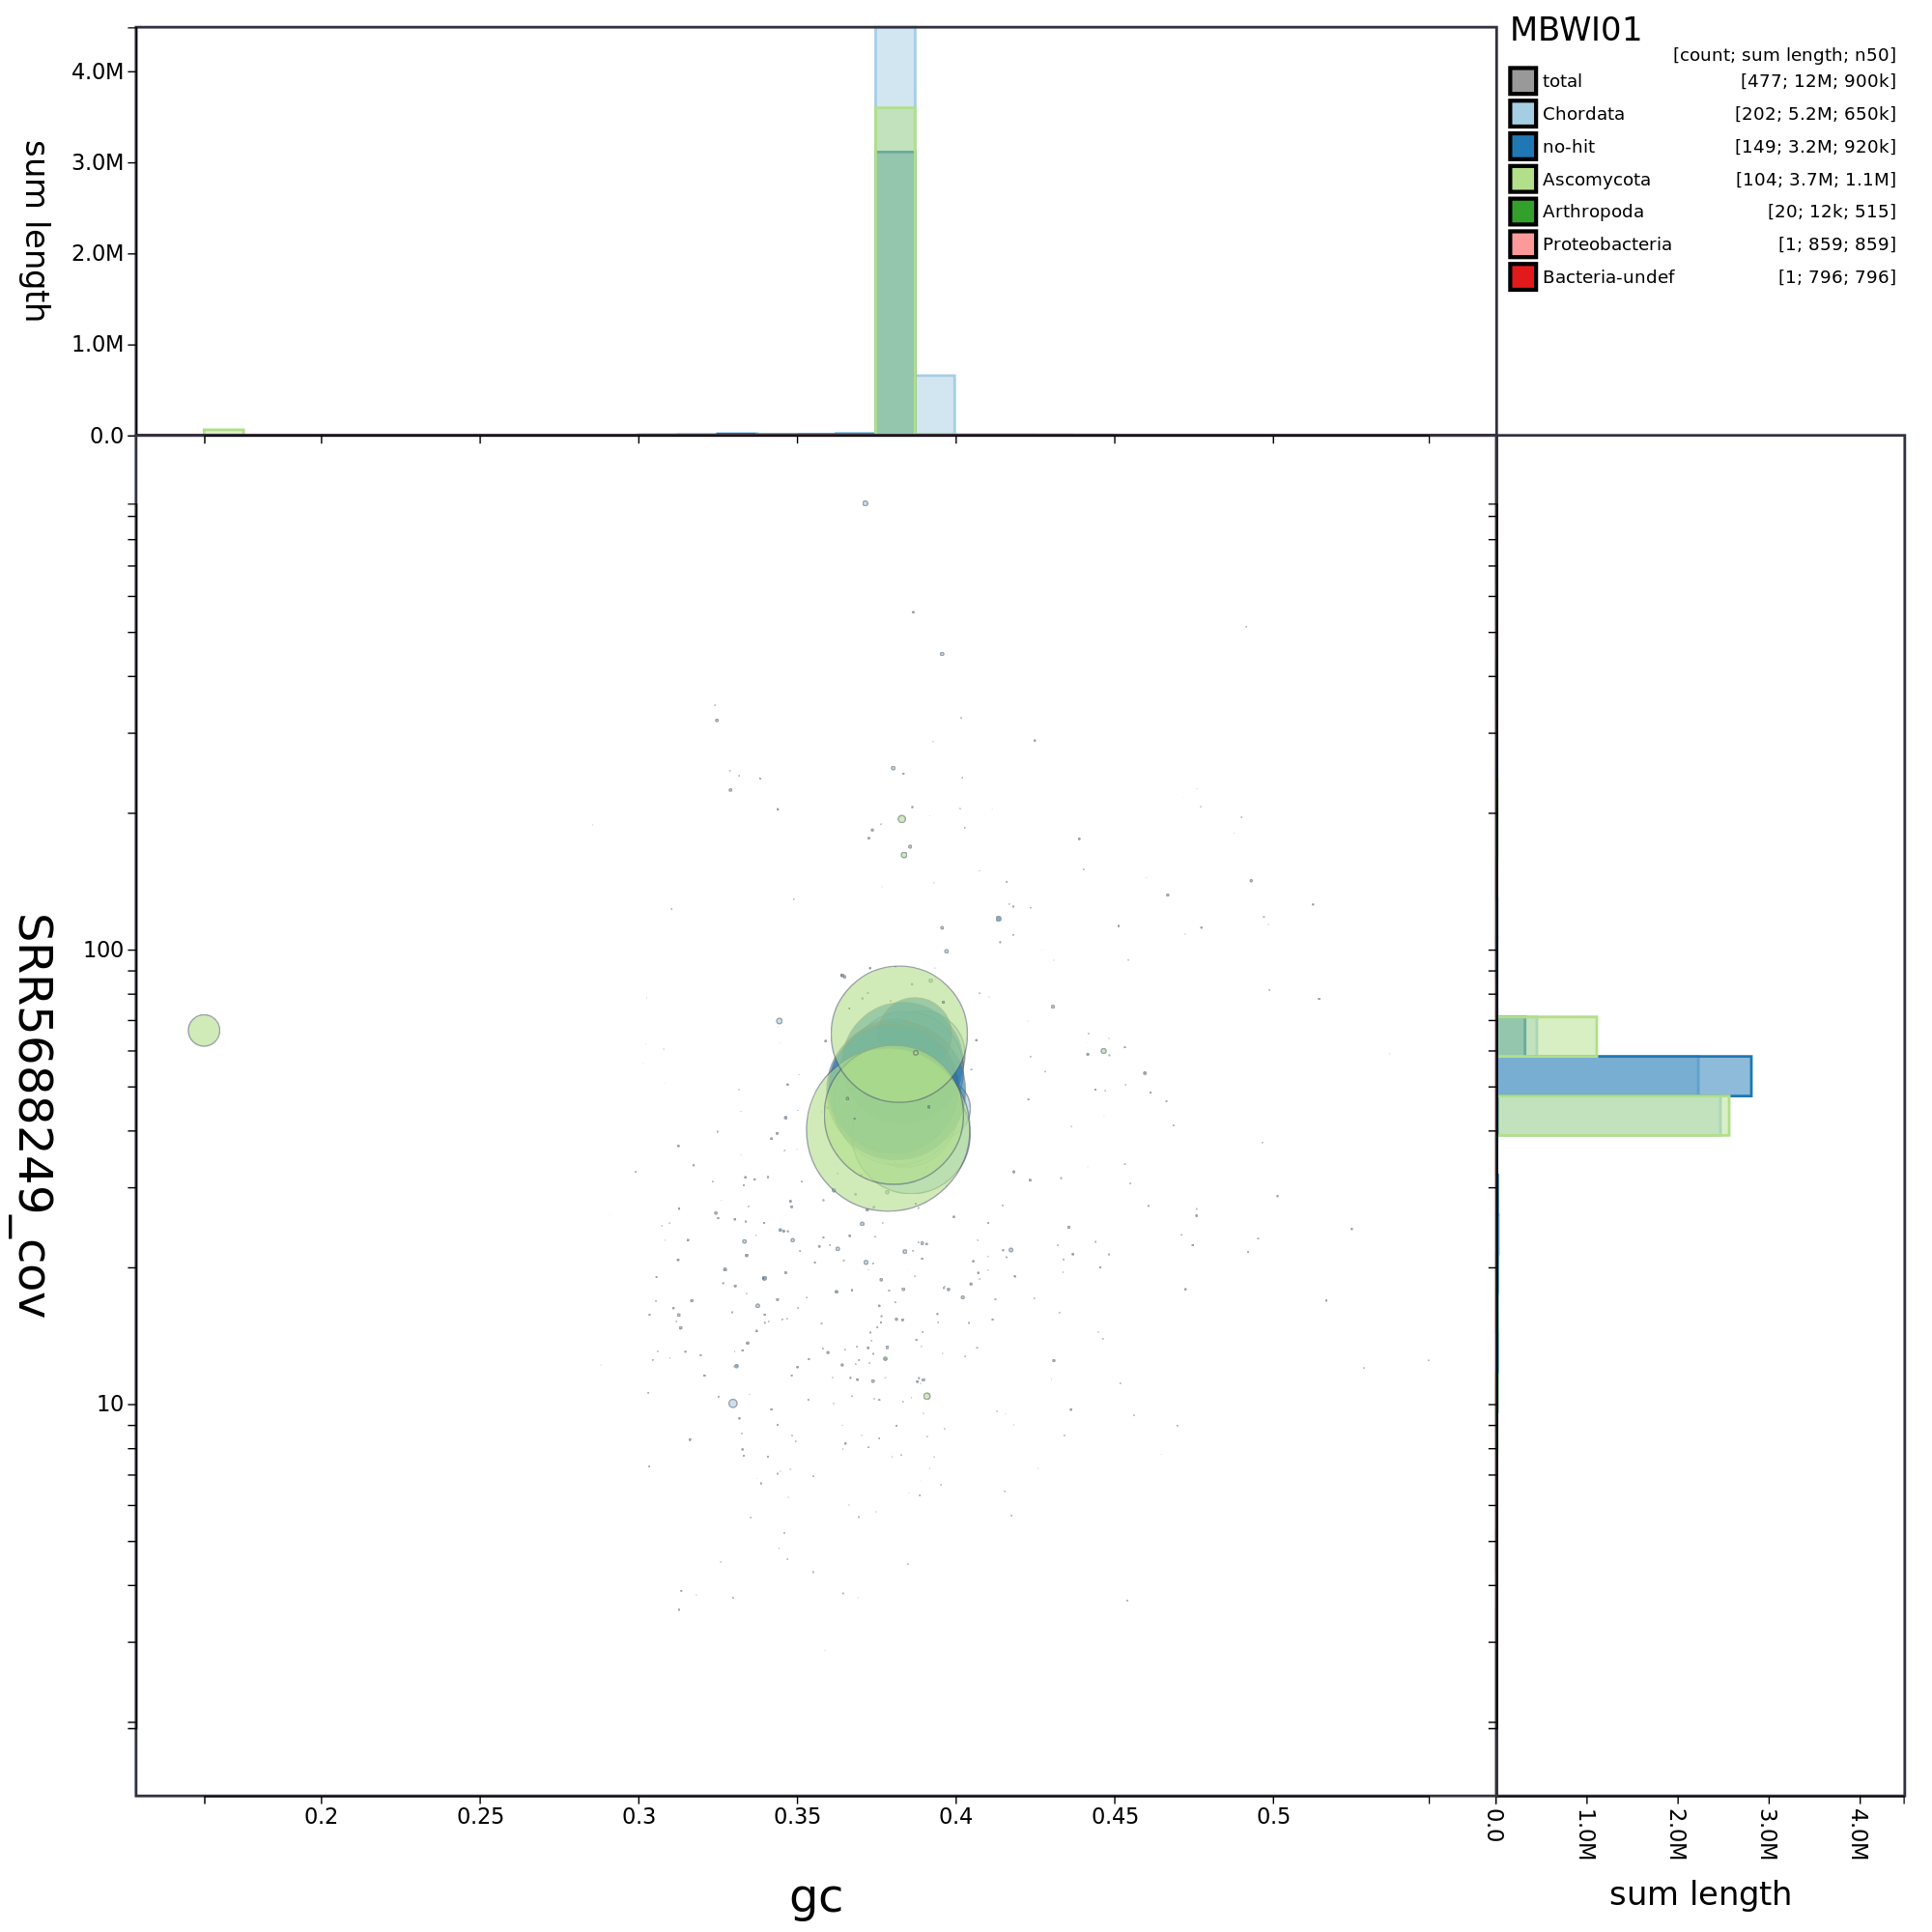 MBWI01
[count; sum length; n50]
total [477; 12M; 900k]
Chordata [202; 5.2M; 650k]
no-hit [149; 3.2M; 920k]
Ascomycota [104; 3.7M; 1.1M]
Arthropoda [20; 12k; 515]
Proteobacteria [1; 859; 859]
Bacteria-undef [1; 796; 796]
sum length
4.0M
3.0M
2.0M
1.0M
0.0
SRR5688249_cov
100
10
0.2 0.25 0.3 0.35 0.4 0.45 0.5
gc
0.0 1.0M 2.0M 3.0M 4.0M
sum length